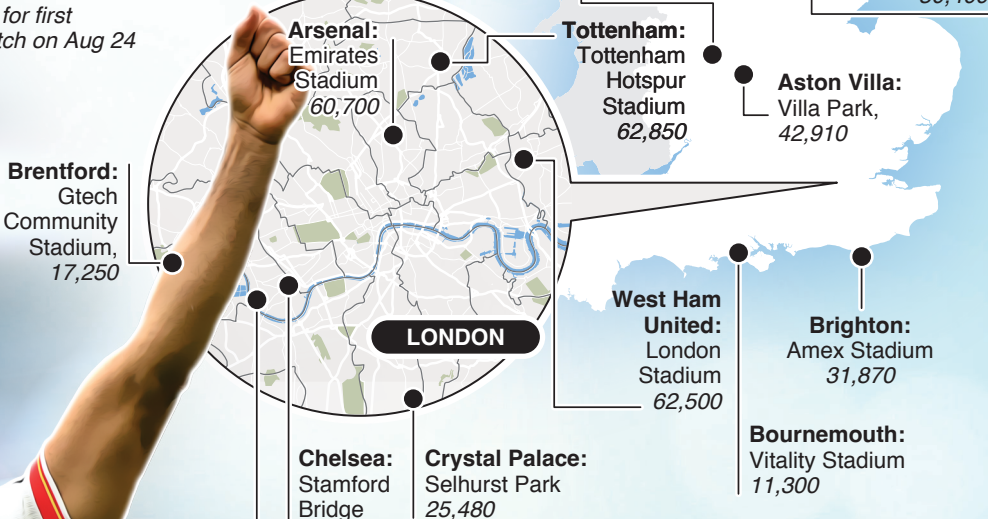 for first
tch on Aug 24
Arsenal:
Emirates
Stadium
60,700
Tottenham:
Tottenham
Hotspur
Stadium
62,850
Aston Villa:
Villa Park,
42,910
Brentford:
Gtech
Community
Stadium,
17,250
LONDON
West Ham
United:
London
Stadium
62,500
Brighton:
Amex Stadium
31,870
Bournemouth:
Vitality Stadium
11,300
Chelsea:
Stamford
Bridge
Crystal Palace:
Selhurst Park
25,480